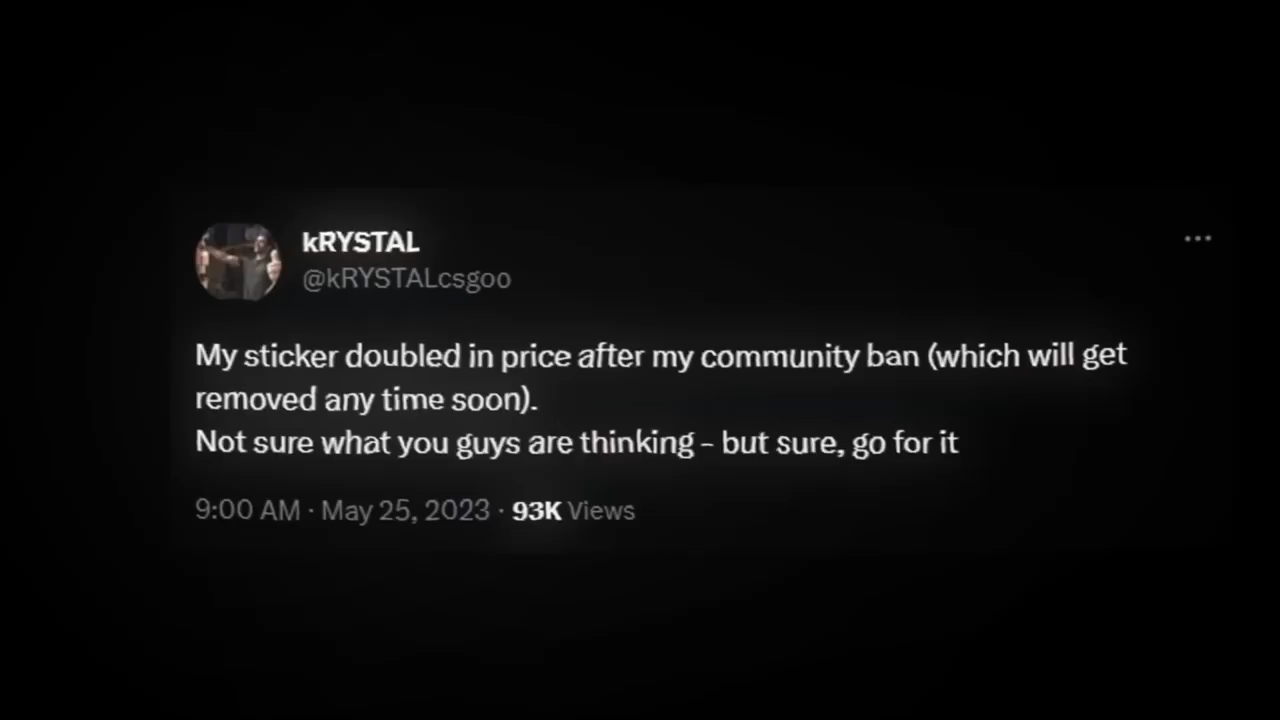 kRYSTAL
@kRYSTALcsgoo
My sticker doubled in price after my community ban (which will get
removed any time soon).
Not sure what you guys are thinking - but sure, go for it
9:00 AM · May 25, 2023 · 93K Views